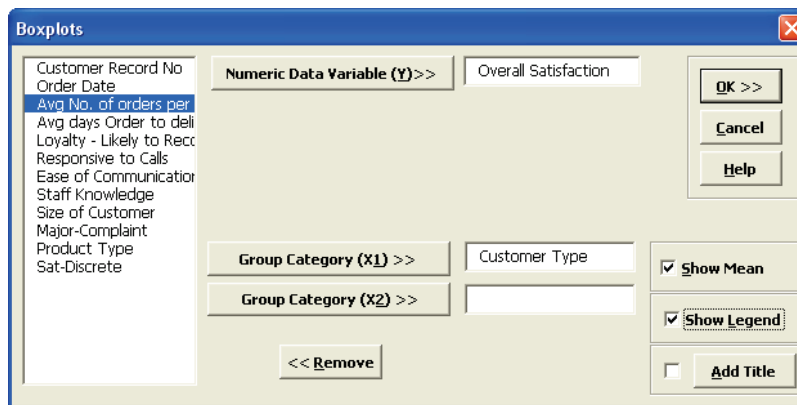 Boxplots
Customer Record No
Order Date
Avg No. of orders per
Avg days Order to deli
Loyalty - Likely to Reco
Responsive to Calls
Ease of Communication
Staff Knowledge
Size of Customer
Major-Complaint
Product Type
Sat-Discrete
Numeric Data Variable (Y)>>
Overall Satisfaction
Group Category (X1) >>
Customer Type
Group Category (X2) >>
<< Remove
OK >>
Cancel
Help
Show Mean
Show Legend
Add Title